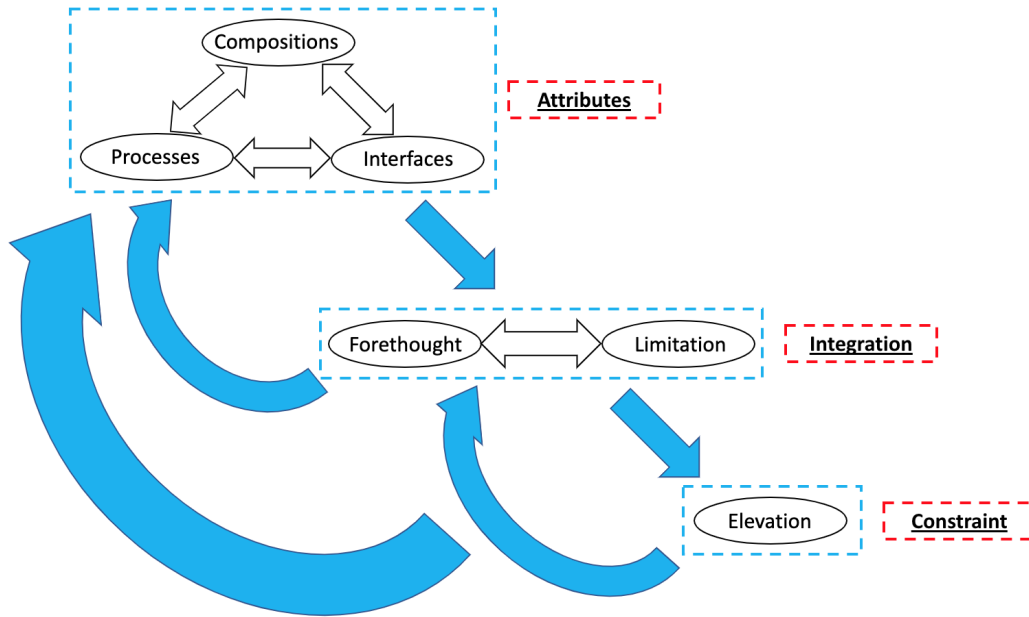 Compositions
Attributes
Processes
Interfaces
Forethought
Limitation
Integration
Elevation
Constraint